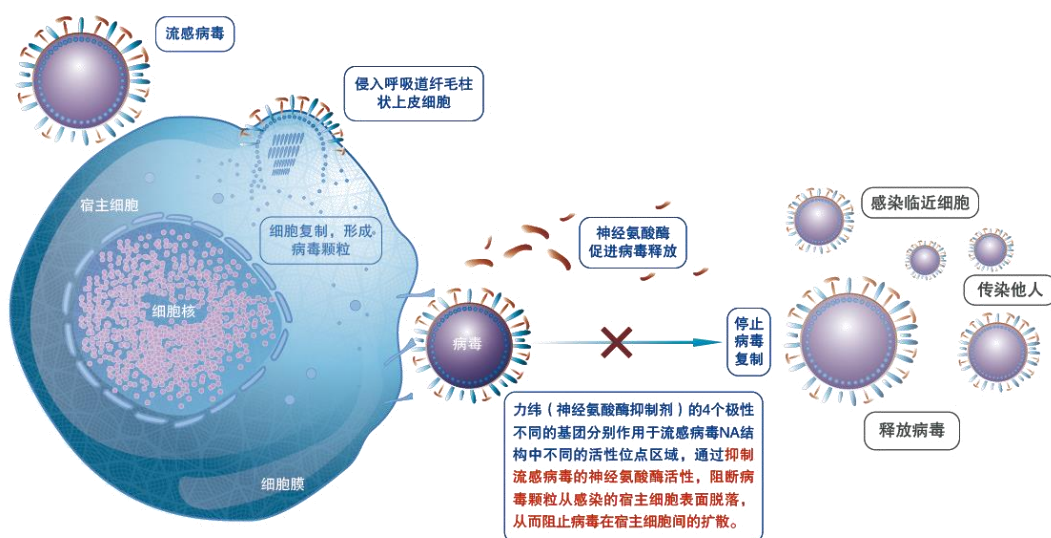 流感病毒
侵入呼吸道纤毛柱
状上皮细胞
宿主细胞
细胞复制，形成
病毒颗粒
细胞核
细胞膜
神经氨酸酶
促进病毒释放
病毒
停止
病毒
复制
力纬（神经氨酸酶抑制剂）的4个极性
不同的基团分别作用于流感病毒NA结
构中不同的活性位点区域，通过抑制
流感病毒的神经氨酸酶活性，阻断病
毒颗粒从感染的宿主细胞表面脱落，
从而阻止病毒在宿主细胞间的扩散。
感染临近细胞
传染他人
释放病毒